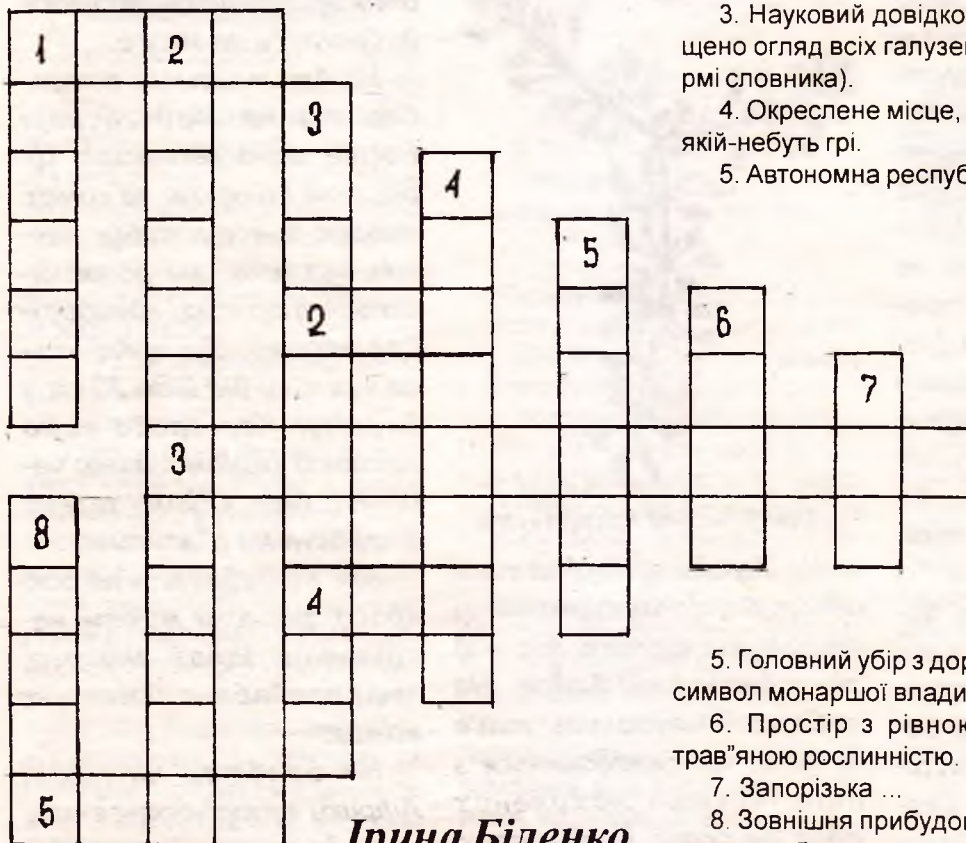 3. Науковий довідко
щено огляд всіх галузе
рмі словника).
4. Окреслене місце,
якій-небуть грі.
5. Автономна респуб
1 2
3
4
5
2 6
7
3
8
4
5
5. Головний убір з дор
символ монаршої влади
6. Простір з рівно
трав"яною рослинністю.
7. Запорізька ...
8. Зовнішня прибудо
Ірина Біленко